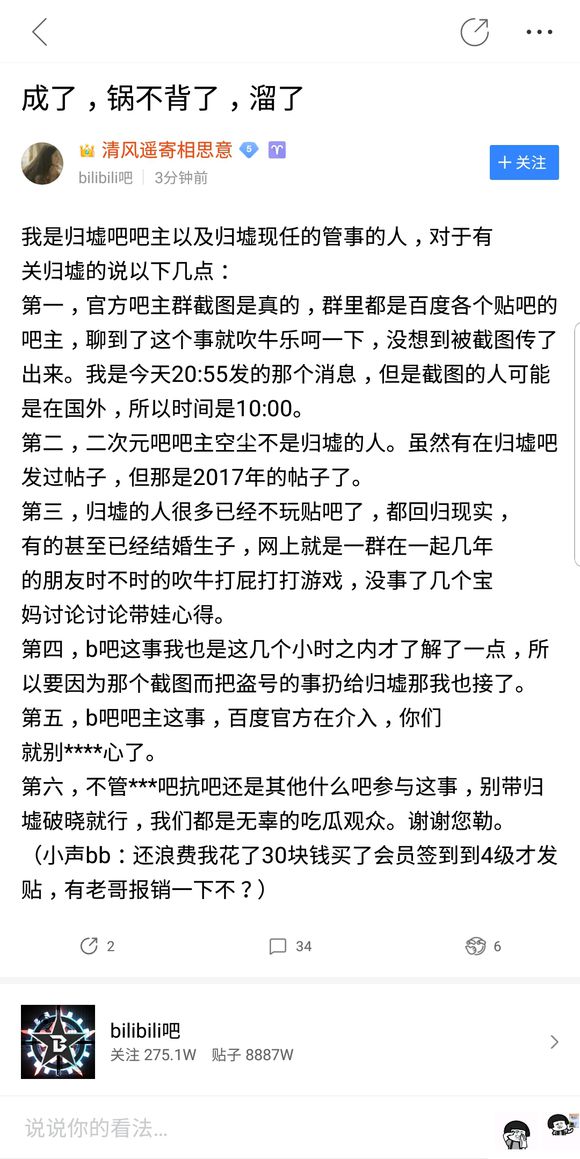 成了，锅不背了，溜了
清风遥寄相思意 5
bilibili吧 3分钟前
+ 关注
我是归墟吧吧主以及归墟现任的管事的人，对于有
关归墟的说以下几点：
第一，官方吧主群截图是真的，群里都是百度各个贴吧的
吧主，聊到了这个事就吹牛乐呵一下，没想到被截图传了
出来。我是今天20:55发的那个消息，但是截图的人可能
是在国外，所以时间是10:00。
第二，二次元吧吧主空尘不是归墟的人。虽然有在归墟吧
发过帖子，但那是2017年的帖子了。
第三，归墟的人很多已经不玩贴吧了，都回归现实，
有的甚至已经结婚生子，网上就是一群在一起几年
的朋友时不时的吹牛打屁打打游戏，没事了几个宝
妈讨论讨论带娃心得。
第四，b吧这事我也是这几个小时之内才了解了一点，所
以要因为那个截图而把盗号的事扔给归墟那我也接了。
第五，b吧吧主这事，百度官方在介入，你们
就别****心了。
第六，不管***吧抗吧还是其他什么吧参与这事，别带归
墟破晓就行，我们都是无辜的吃瓜观众。谢谢您勒。
（小声bb：还浪费我花了30块钱买了会员签到到4级才发
贴，有老哥报销一下不？）
2 34 6
B
bilibili吧
关注 275.1W 贴子 8887W
说说你的看法...